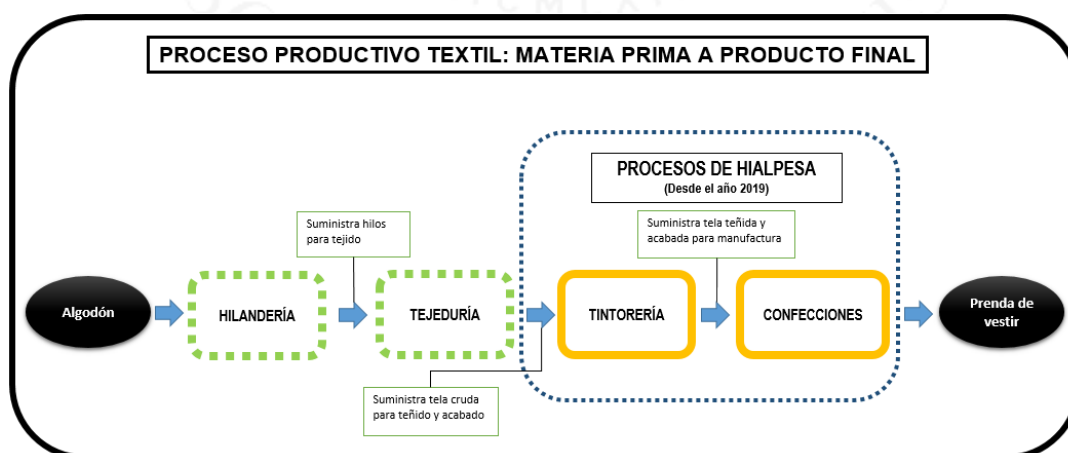 PROCESO PRODUCTIVO TEXTIL: MATERIA PRIMA A PRODUCTO FINAL
PROCESOS DE HIALPESA
(Desde el año 2019)
Suministra hilos
para tejido
Suministra tela teñida y
acabada para manufactura
Algodón
HILANDERÍA
TEJEDURÍA
TINTORERÍA
CONFECCIONES
Prenda de
vestir
Suministra tela cruda
para teñido y acabado